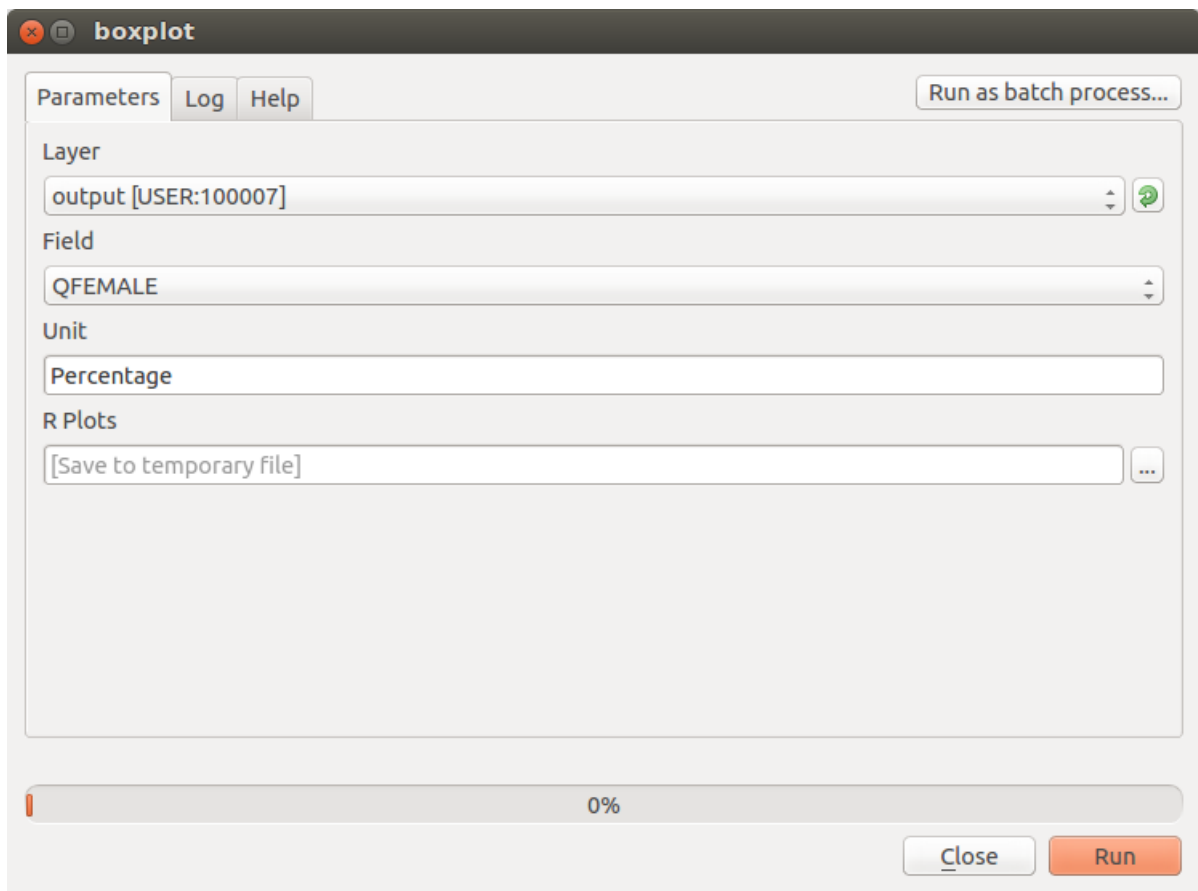 boxplot
Parameters Log Help Run as batch process...
Layer
output [USER:100007]
Field
QFEMALE
Unit
Percentage
R Plots
[Save to temporary file] ...
0%
Close Run